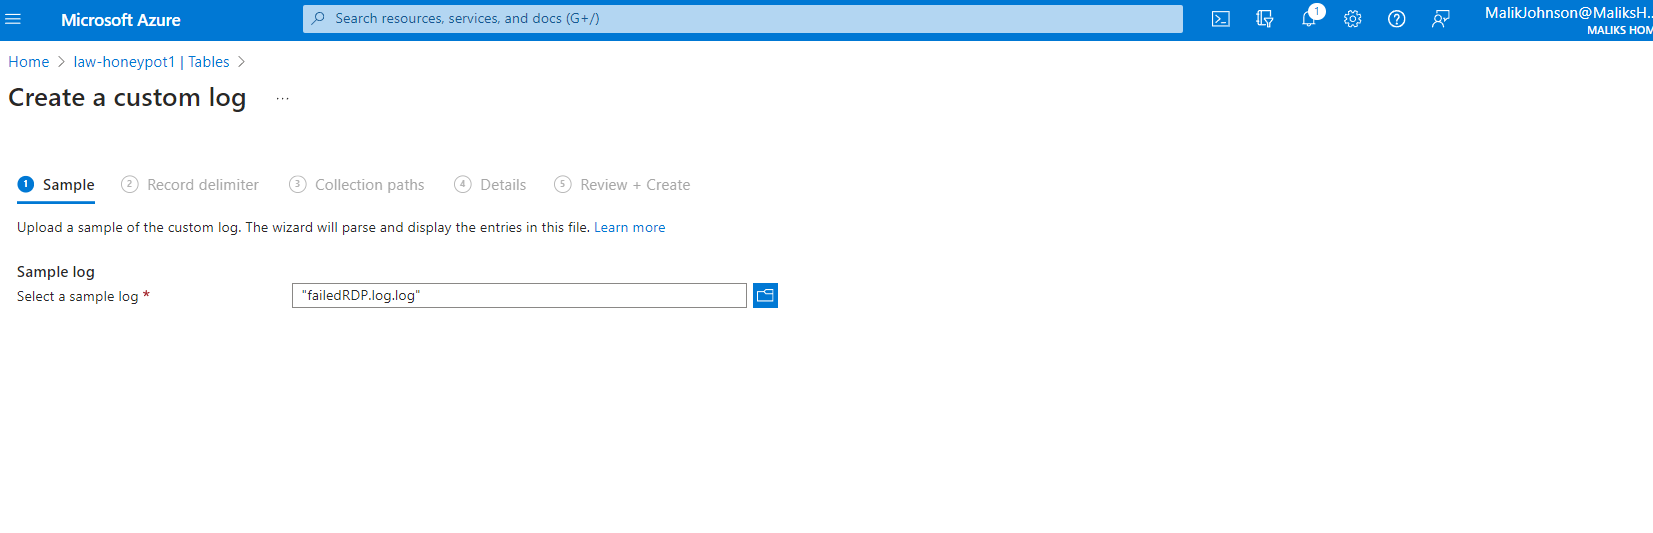 Microsoft Azure
Search resources, services, and docs (G+/)
1
MalikJohnson@MaliksH...
MALIKS HOM
Home > law-honeypot1 | Tables >
Create a custom log ...
1 Sample 2 Record delimiter 3 Collection paths 4 Details 5 Review + Create
Upload a sample of the custom log. The wizard will parse and display the entries in this file. Learn more
Sample log
Select a sample log * "failedRDP.log.log"